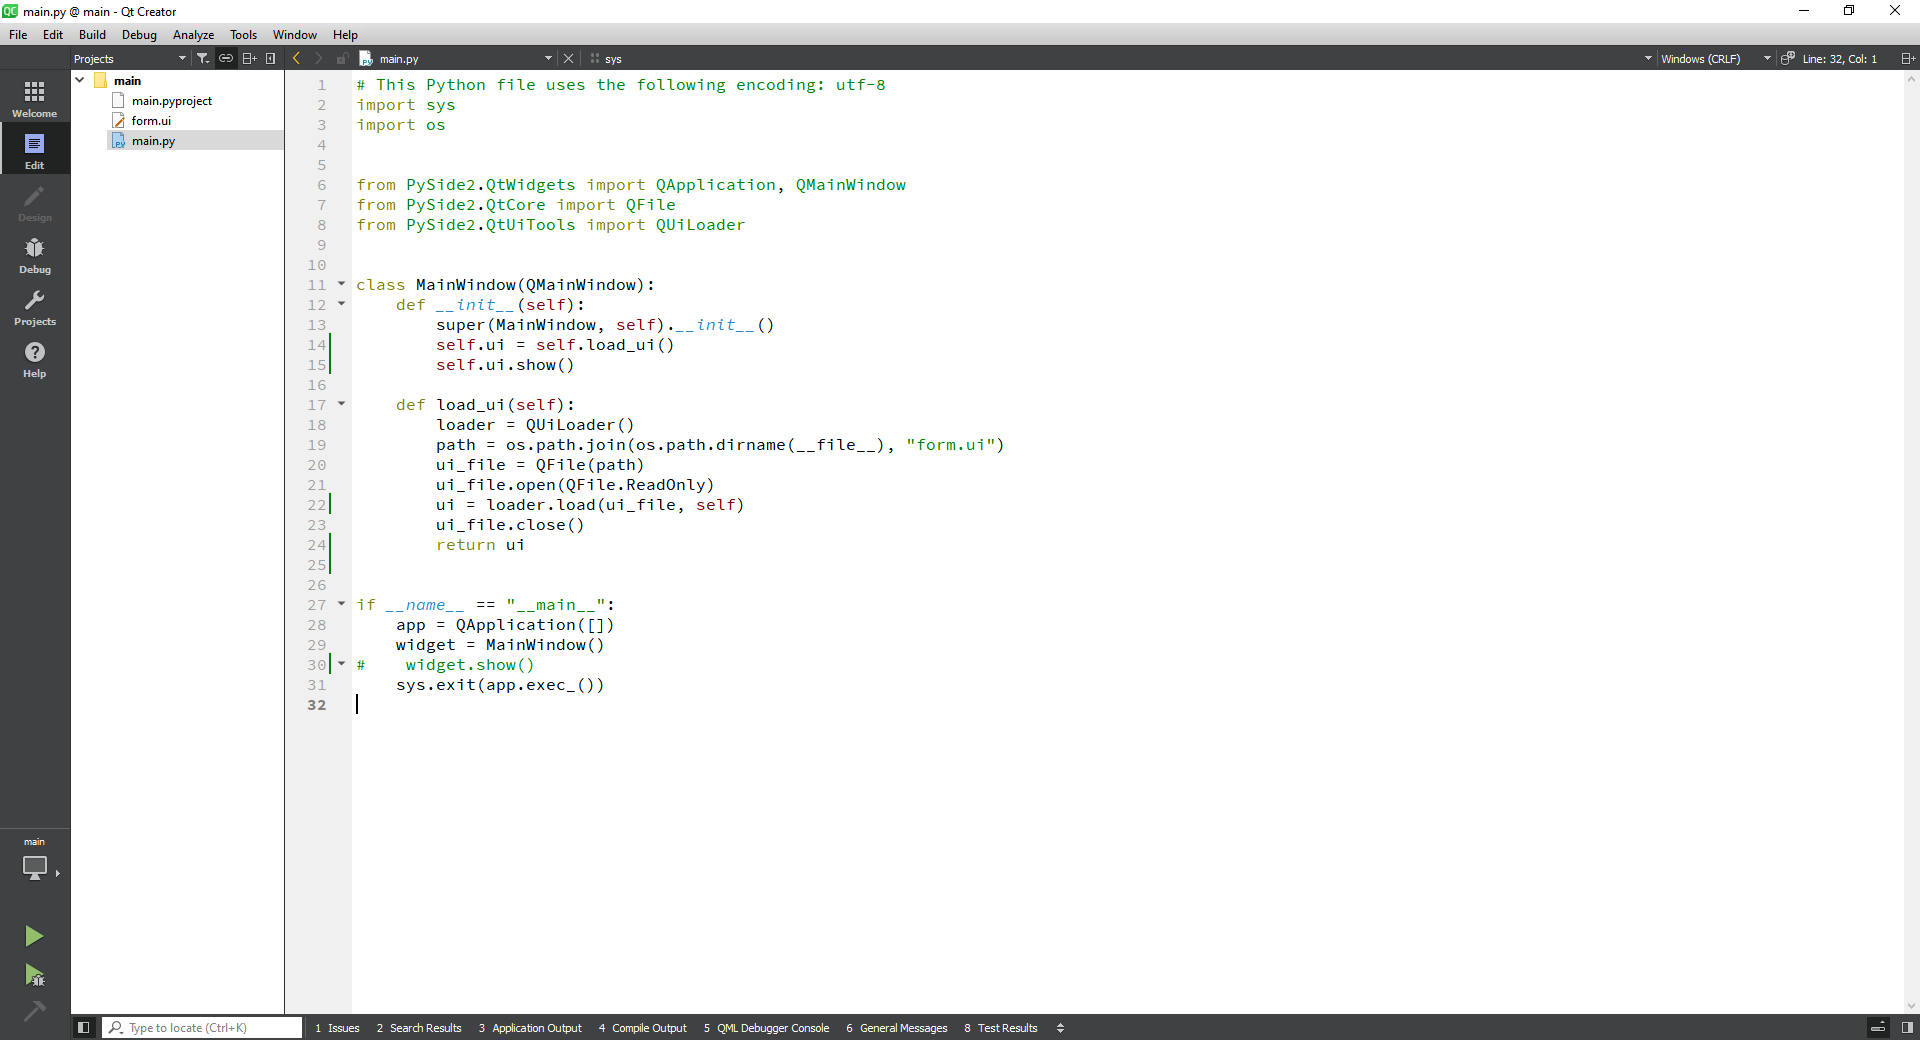 main.py @ main - Qt Creator
File Edit Build Debug Analyze Tools Window Help
Projects main.py sys Windows (CRLF) Line: 32, Col: 1
main
main.pyproject
form.ui
main.py
Welcome
Edit
Design
Debug
Projects
Help
1 # This Python file uses the following encoding: utf-8
2 import sys
3 import os
4
5
6 from PySide2.QtWidgets import QApplication, QMainWindow
7 from PySide2.QtCore import QFile
8 from PySide2.QtUiTools import QUiLoader
9
10
11 class MainWindow(QMainWindow):
12     def __init__(self):
13         super(MainWindow, self).__init__()
14         self.ui = self.load_ui()
15         self.ui.show()
16
17     def load_ui(self):
18         loader = QUiLoader()
19         path = os.path.join(os.path.dirname(__file__), "form.ui")
20         ui_file = QFile(path)
21         ui_file.open(QFile.ReadOnly)
22         ui = loader.load(ui_file, self)
23         ui_file.close()
24         return ui
25
26
27 if __name__ == "__main__":
28     app = QApplication([])
29     widget = MainWindow()
30 #    widget.show()
31     sys.exit(app.exec_())
32
main
Type to locate (Ctrl+K) 1 Issues 2 Search Results 3 Application Output 4 Compile Output 5 QML Debugger Console 6 General Messages 8 Test Results